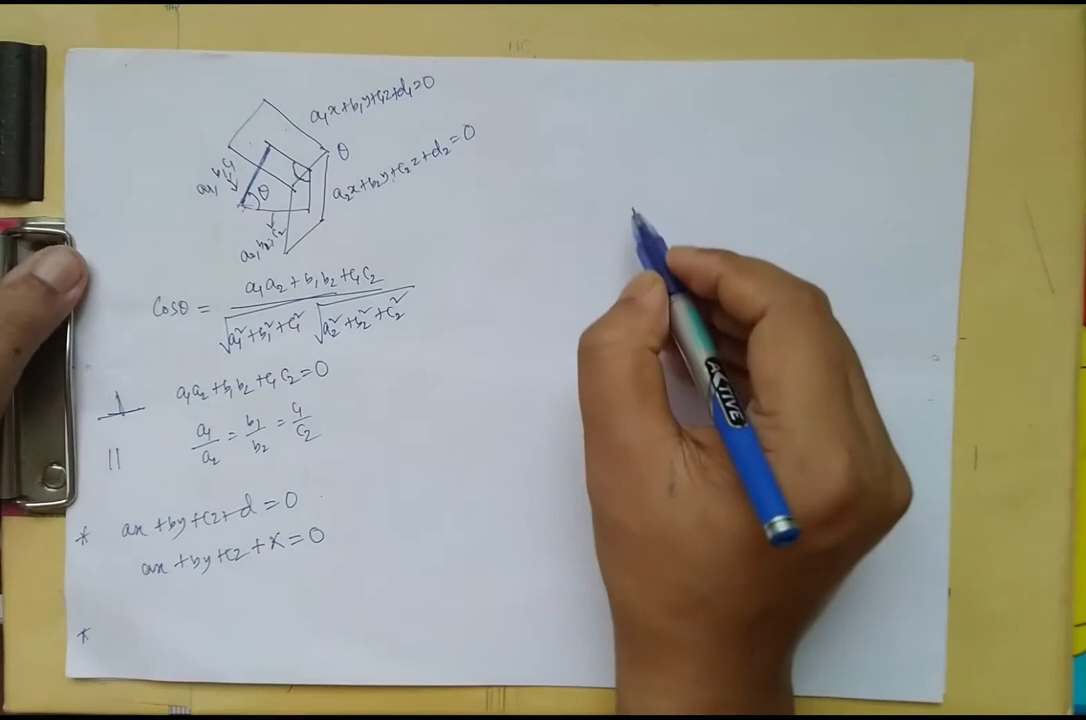 a₁x+b₁y+c₁z+d₁=0
θ
a₂x+b₂y+c₂z+d₂=0
a₁, b₁, c₁
θ
a₂, b₂, c₂
Cosθ = (a₁a₂ + b₁b₂ + c₁c₂) / (√(a₁²+b₁²+c₁²) √(a₂²+b₂²+c₂²))
⊥ a₁a₂ + b₁b₂ + c₁c₂ = 0
|| a₁/a₂ = b₁/b₂ = c₁/c₂
* ax + by + cz + d = 0
ax + by + cz + K = 0
*
ACTIVE